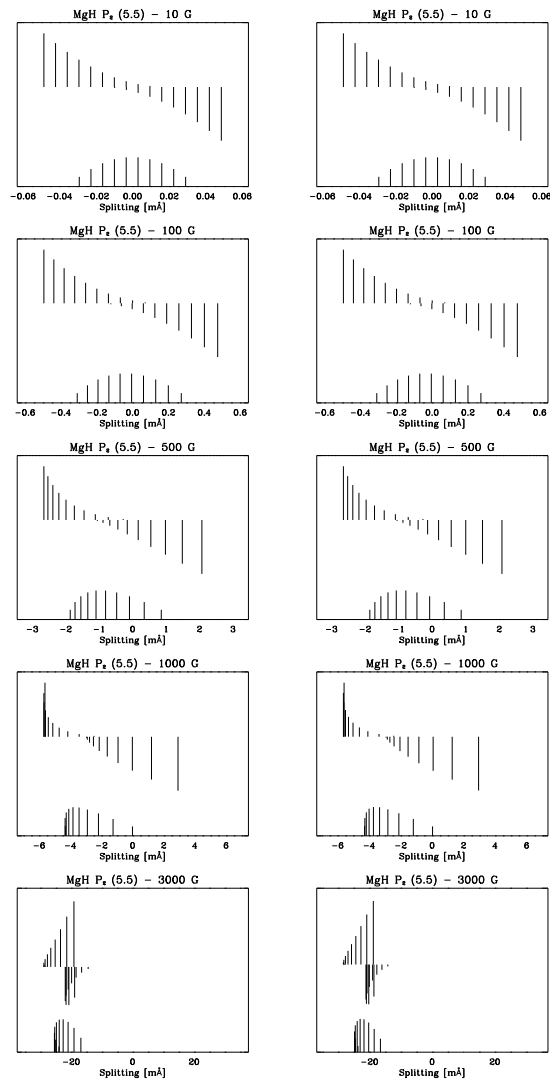 MgH P₂ (5.5) – 10 G
MgH P₂ (5.5) – 10 G
−0.06 −0.04 −0.02 0.00 0.02 0.04 0.06
−0.06 −0.04 −0.02 0.00 0.02 0.04 0.06
Splitting [mÅ]
Splitting [mÅ]
MgH P₂ (5.5) – 100 G
MgH P₂ (5.5) – 100 G
−0.6 −0.4 −0.2 0.0 0.2 0.4 0.6
−0.6 −0.4 −0.2 0.0 0.2 0.4 0.6
Splitting [mÅ]
Splitting [mÅ]
MgH P₂ (5.5) – 500 G
MgH P₂ (5.5) – 500 G
−3 −2 −1 0 1 2 3
−3 −2 −1 0 1 2 3
Splitting [mÅ]
Splitting [mÅ]
MgH P₂ (5.5) – 1000 G
MgH P₂ (5.5) – 1000 G
−6 −4 −2 0 2 4 6
−6 −4 −2 0 2 4 6
Splitting [mÅ]
Splitting [mÅ]
MgH P₂ (5.5) – 3000 G
MgH P₂ (5.5) – 3000 G
−20 0 20
−20 0 20
Splitting [mÅ]
Splitting [mÅ]